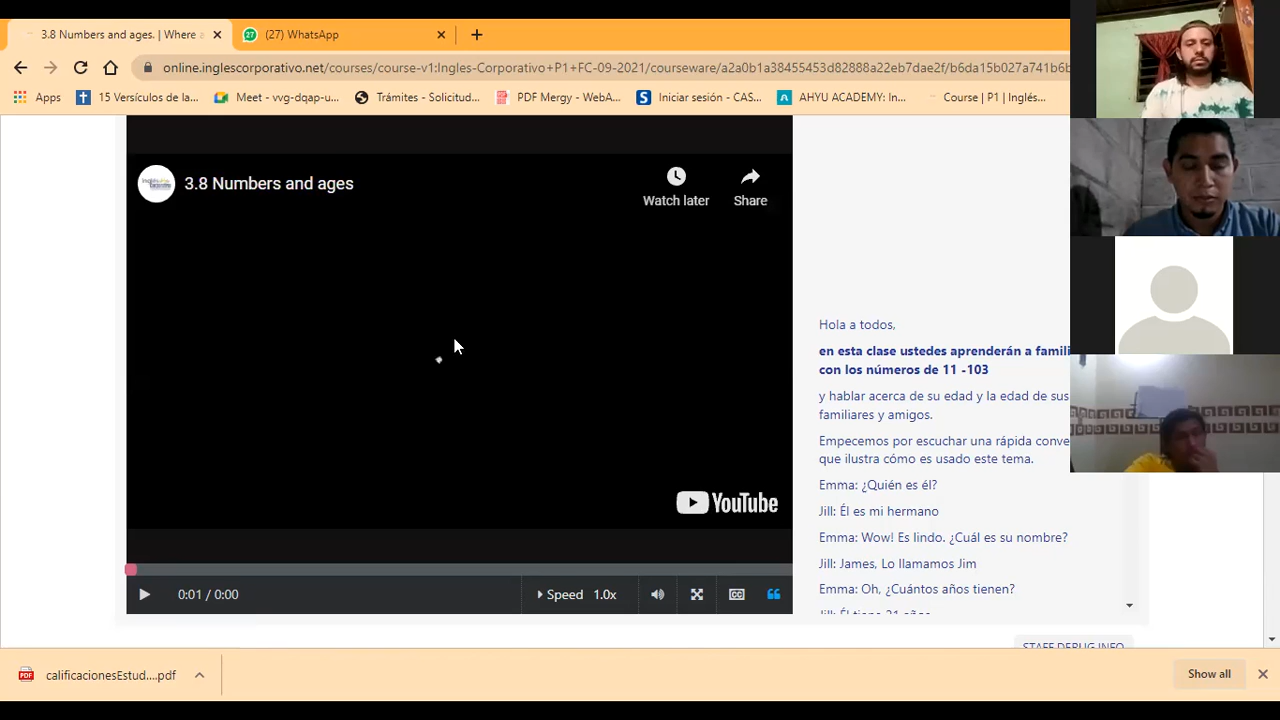 3.8 Numbers and ages. | Where a
(27) WhatsApp
online.inglescorporativo.net/courses/course-v1:Ingles-Corporativo+P1+FC-09-2021/courseware/a2a0b1a38455453d82888a22eb7dae2f/b6da15b027a741b6b
Apps
15 Versículos de la...
Meet - vvg-dqap-u...
Trámites - Solicitud...
PDF Mergy - WebA...
Iniciar sesión - CAS...
AHYU ACADEMY: In...
Course | P1 | Inglés...
3.8 Numbers and ages
Watch later
Share
YouTube
0:01 / 0:00
Speed 1.0x
Hola a todos,
en esta clase ustedes aprenderán a famili
con los números de 11 -103
y hablar acerca de su edad y la edad de sus
familiares y amigos.
Empecemos por escuchar una rápida conve
que ilustra cómo es usado este tema.
Emma: ¿Quién es él?
Jill: Él es mi hermano
Emma: Wow! Es lindo. ¿Cuál es su nombre?
Jill: James, Lo llamamos Jim
Emma: Oh, ¿Cuántos años tienen?
Jill: Él tiene 21 años
STAFF DEBUG INFO
calificacionesEstud....pdf
Show all